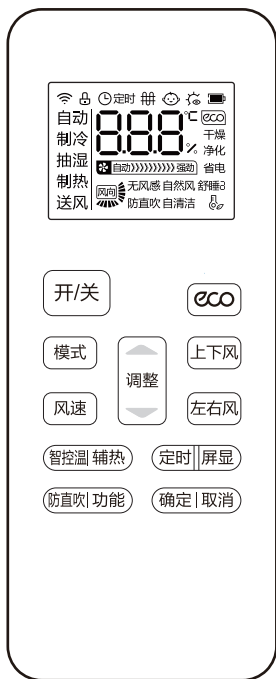 定时
自动 88.8 ℃ eco
制冷 % 干燥
抽湿 净化
制热 自动 》》》》》》》》 强劲 省电
送风 风向 无风感 自然风 舒睡
防直吹 自清洁
开/关 eco
模式 上下风
调整
风速 左右风
智控温|辅热 定时||屏显
防直吹|功能 确定|取消